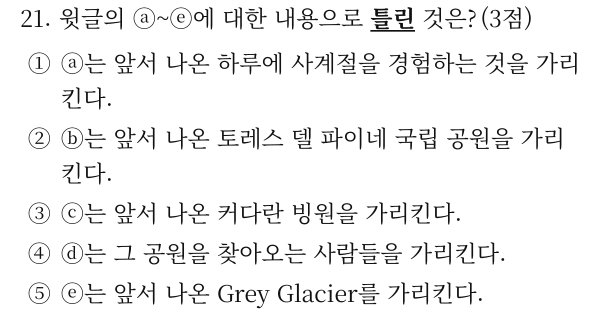 21. 윗글의 ⓐ~ⓔ에 대한 내용으로 틀린 것은?(3점)
① ⓐ는 앞서 나온 하루에 사계절을 경험하는 것을 가리
킨다.
② ⓑ는 앞서 나온 토레스 델 파이네 국립 공원을 가리
킨다.
③ ⓒ는 앞서 나온 커다란 빙원을 가리킨다.
④ ⓓ는 그 공원을 찾아오는 사람들을 가리킨다.
⑤ ⓔ는 앞서 나온 Grey Glacier를 가리킨다.